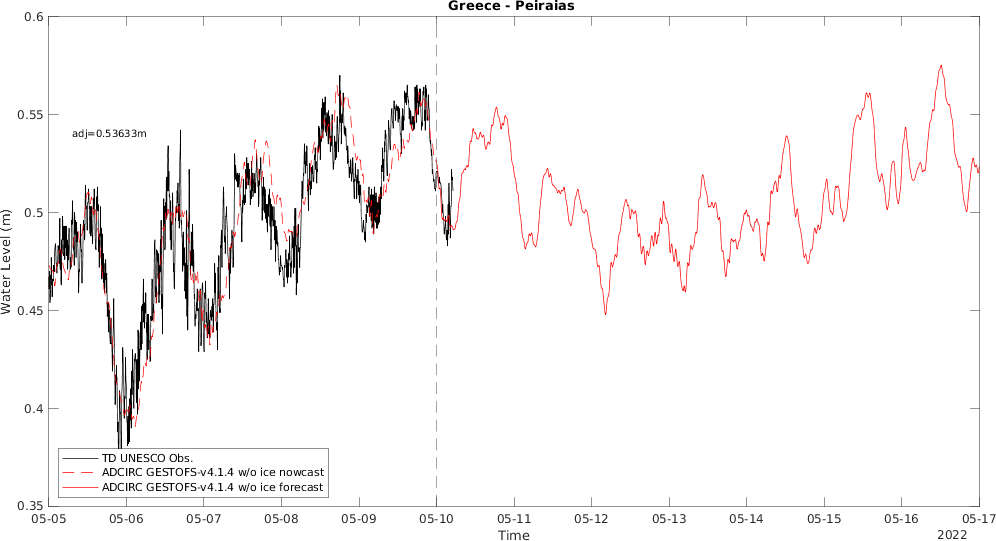 Greece - Peiraias
0.6
0.55
0.5
0.45
0.4
0.35
Water Level (m)
adj=0.53633m
TD UNESCO Obs.
ADCIRC GESTOFS-v4.1.4 w/o ice nowcast
ADCIRC GESTOFS-v4.1.4 w/o ice forecast
05-05 05-06 05-07 05-08 05-09 05-10 05-11 05-12 05-13 05-14 05-15 05-16 05-17
Time
2022